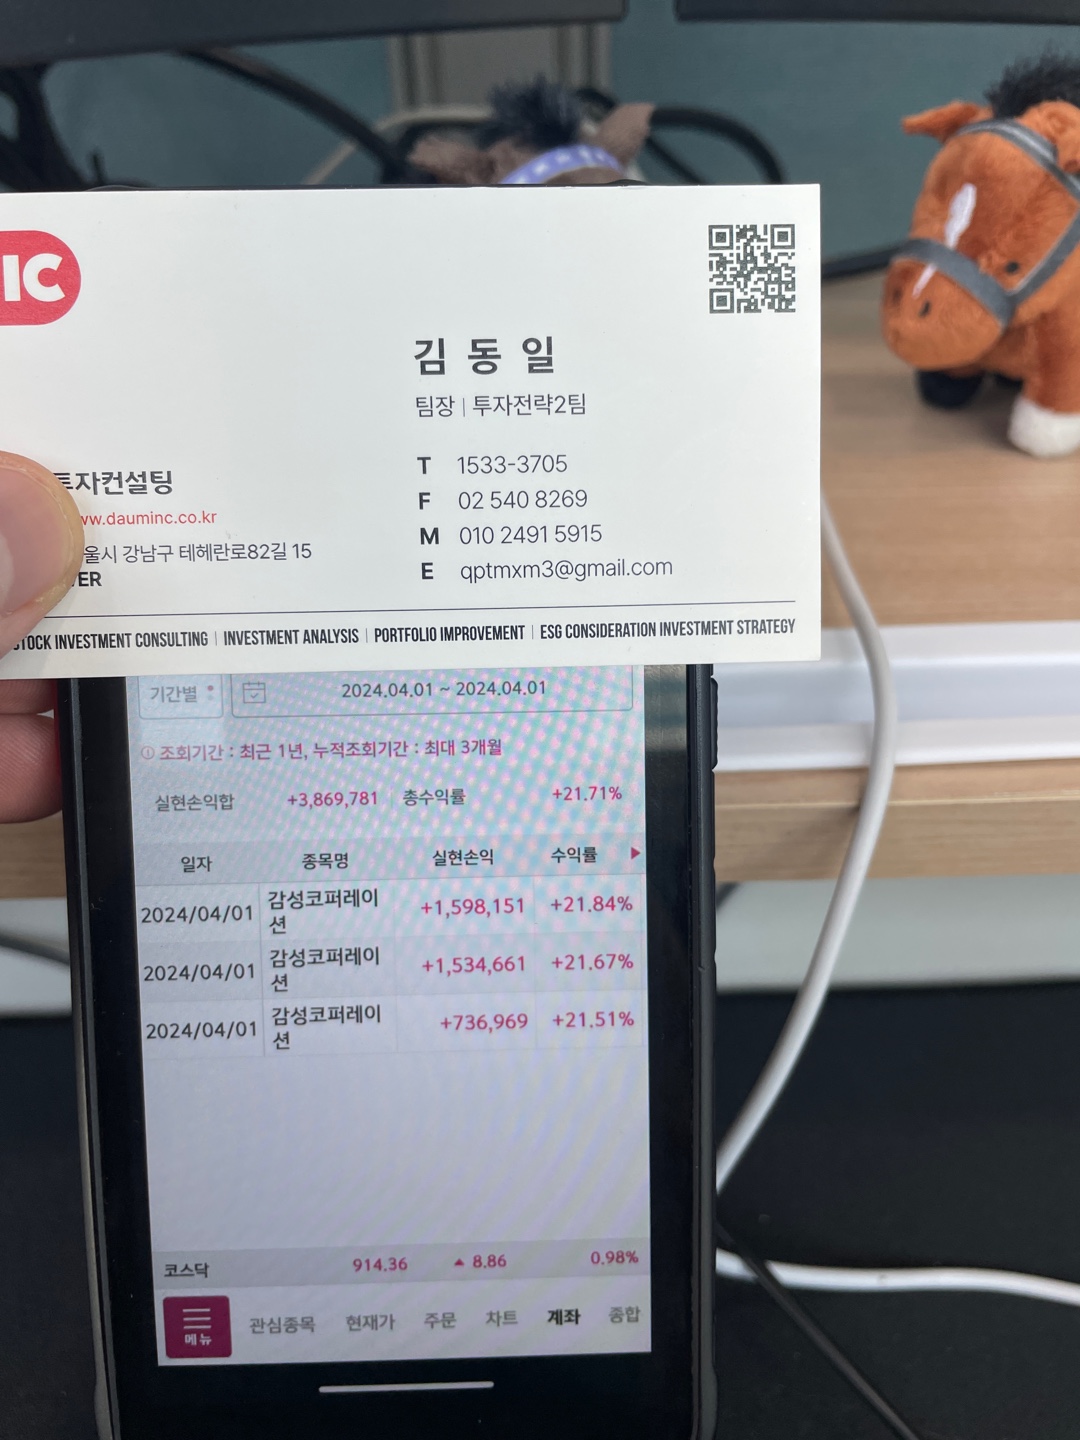 IC
김 동 일
팀장 | 투자전략2팀
T 1533-3705
F 02 540 8269
M 010 2491 5915
E qptmxm3@gmail.com
투자컨설팅
ww.dauminc.co.kr
울시 강남구 테헤란로82길 15
ER
STOCK INVESTMENT CONSULTING | INVESTMENT ANALYSIS | PORTFOLIO IMPROVEMENT | ESG CONSIDERATION INVESTMENT STRATEGY
기간별 2024.04.01 ~ 2024.04.01
조회기간 : 최근 1년, 누적조회기간 : 최대 3개월
실현손익합 +3,869,781 총수익률 +21.71%
일자 종목명 실현손익 수익률
2024/04/01 감성코퍼레이션 +1,598,151 +21.84%
2024/04/01 감성코퍼레이션 +1,534,661 +21.67%
2024/04/01 감성코퍼레이션 +736,969 +21.51%
코스닥 914.36 ▲ 8.86 0.98%
메뉴 관심종목 현재가 주문 차트 계좌 종합